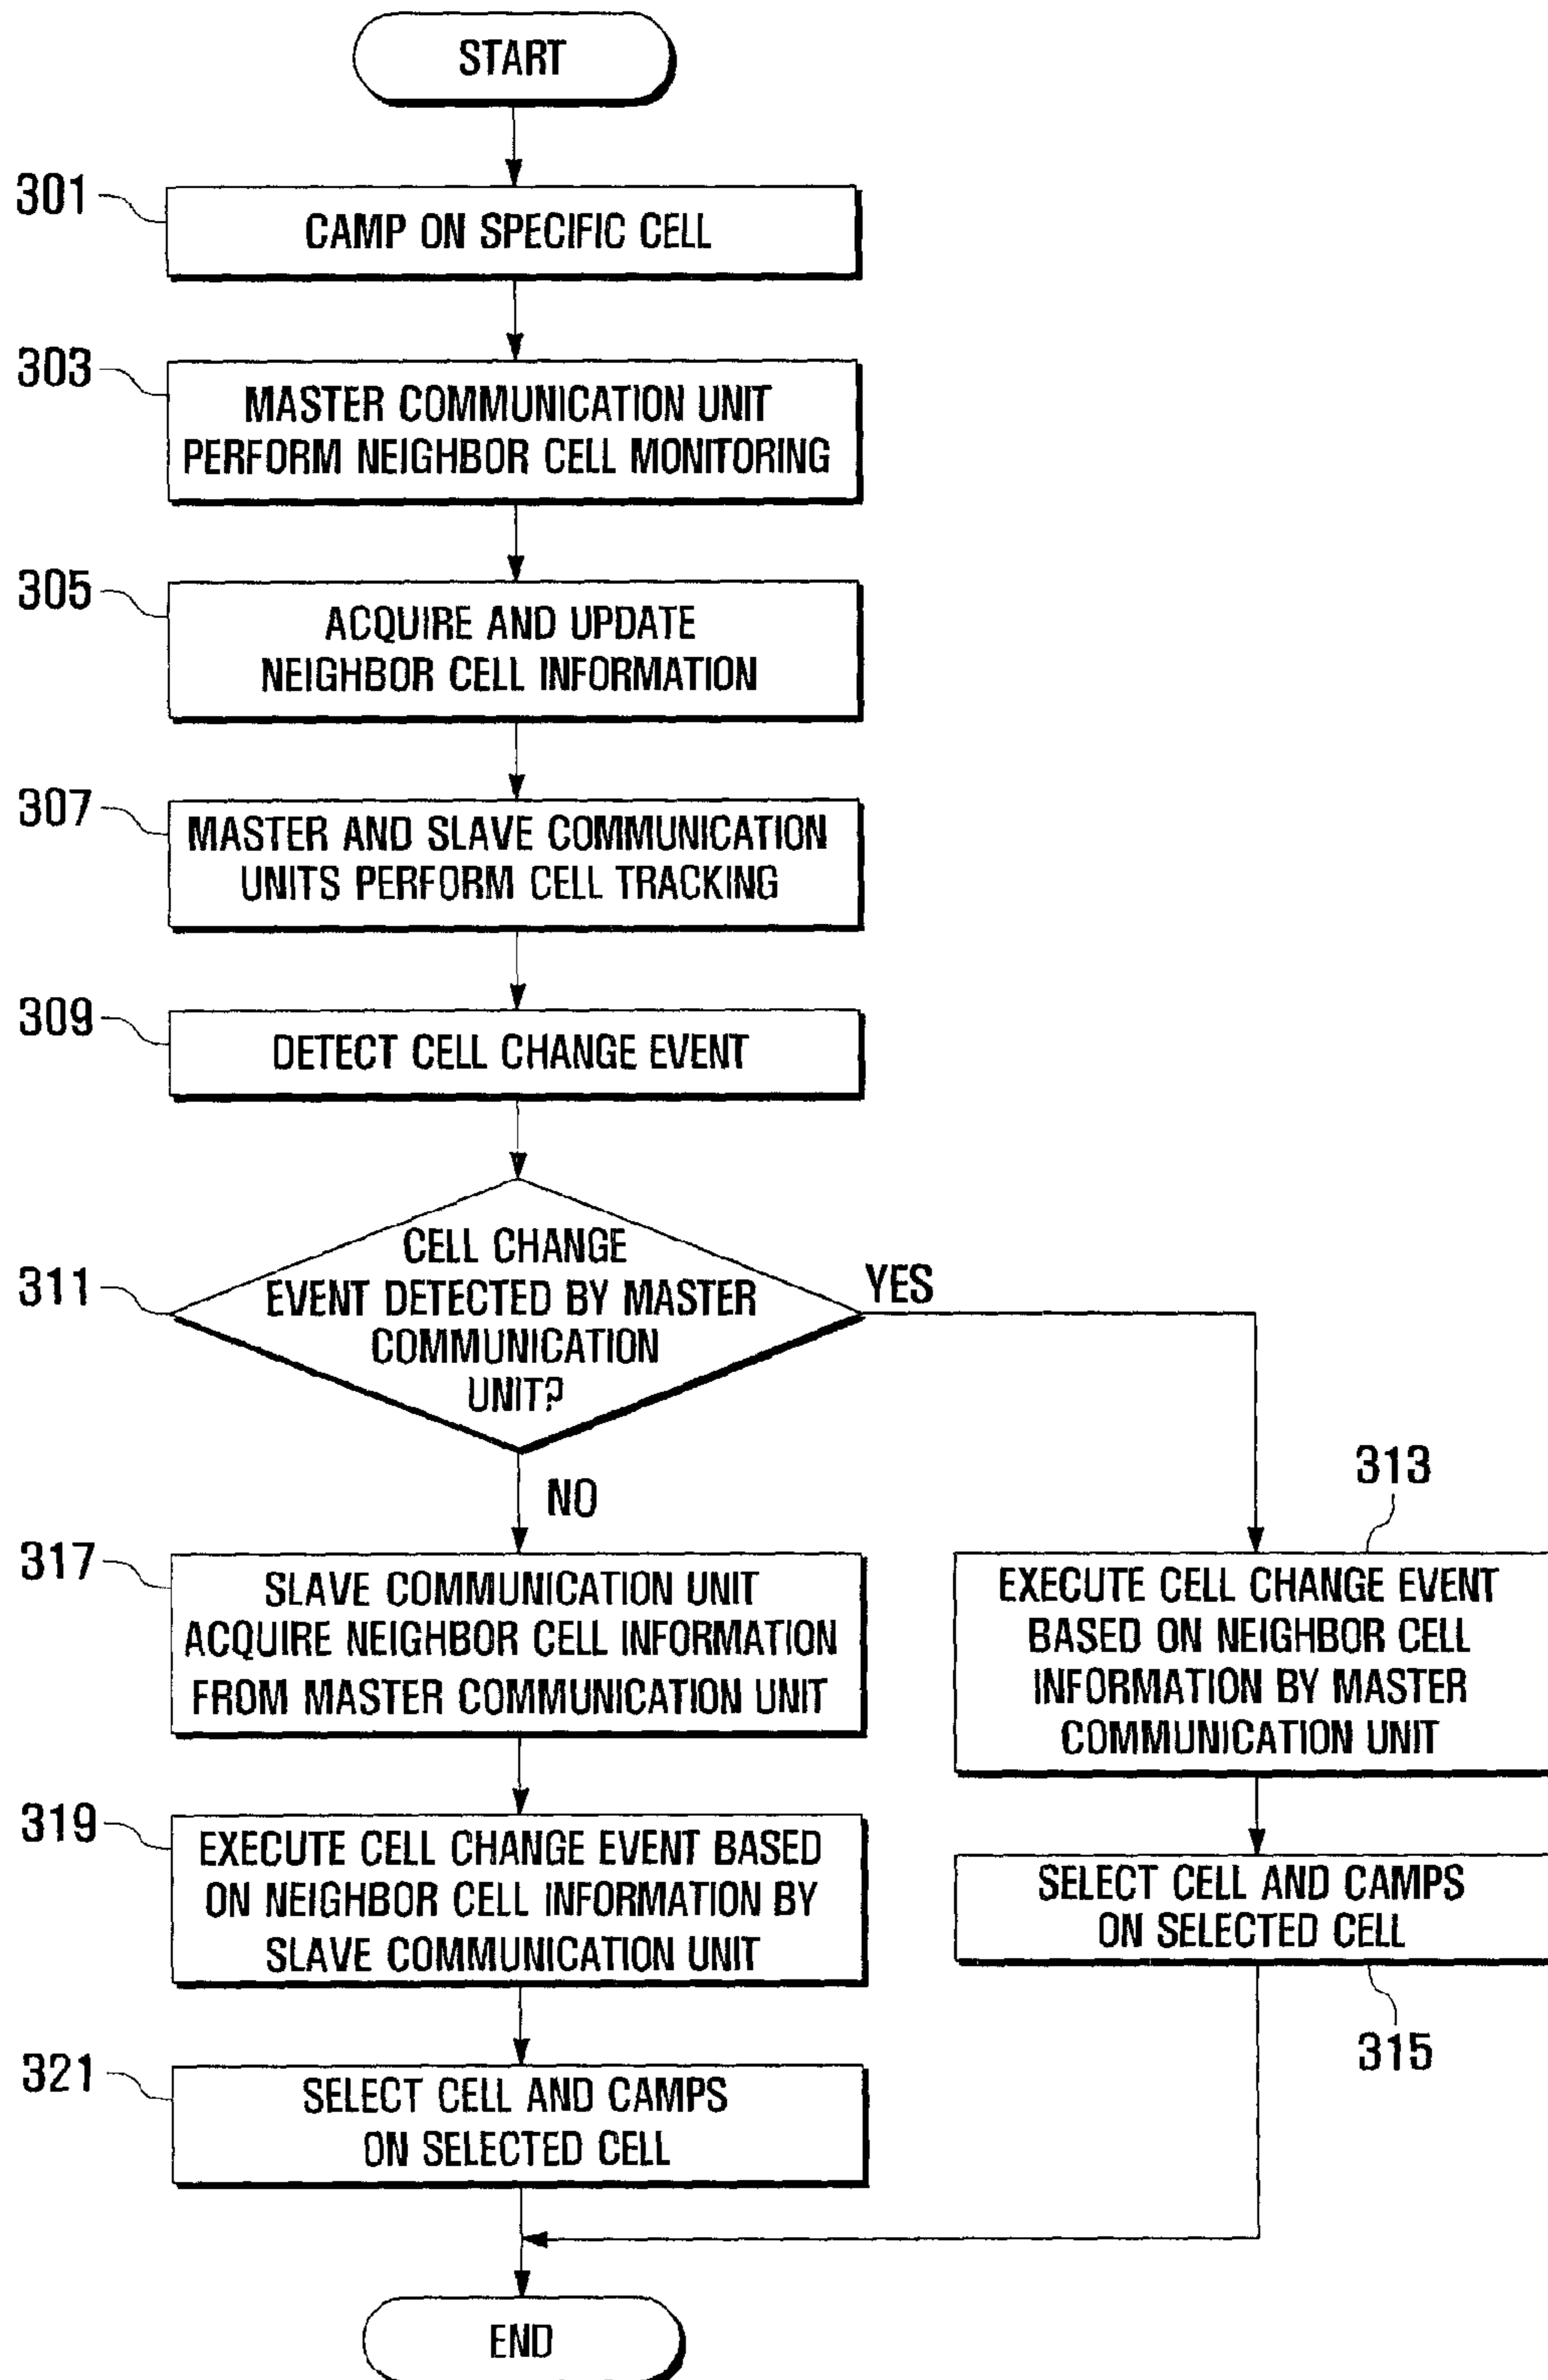 START
301
CAMP ON SPECIFIC CELL
303
MASTER COMMUNICATION UNIT
PERFORM NEIGHBOR CELL MONITORING
305
ACQUIRE AND UPDATE
NEIGHBOR CELL INFORMATION
307
MASTER AND SLAVE COMMUNICATION
UNITS PERFORM CELL TRACKING
309
DETECT CELL CHANGE EVENT
311
CELL CHANGE
EVENT DETECTED BY MASTER
COMMUNICATION
UNIT?
YES
NO
313
EXECUTE CELL CHANGE EVENT
BASED ON NEIGHBOR CELL
INFORMATION BY MASTER
COMMUNICATION UNIT
SELECT CELL AND CAMPS
ON SELECTED CELL
315
317
SLAVE COMMUNICATION UNIT
ACQUIRE NEIGHBOR CELL INFORMATION
FROM MASTER COMMUNICATION UNIT
319
EXECUTE CELL CHANGE EVENT BASED
ON NEIGHBOR CELL INFORMATION BY
SLAVE COMMUNICATION UNIT
321
SELECT CELL AND CAMPS
ON SELECTED CELL
END